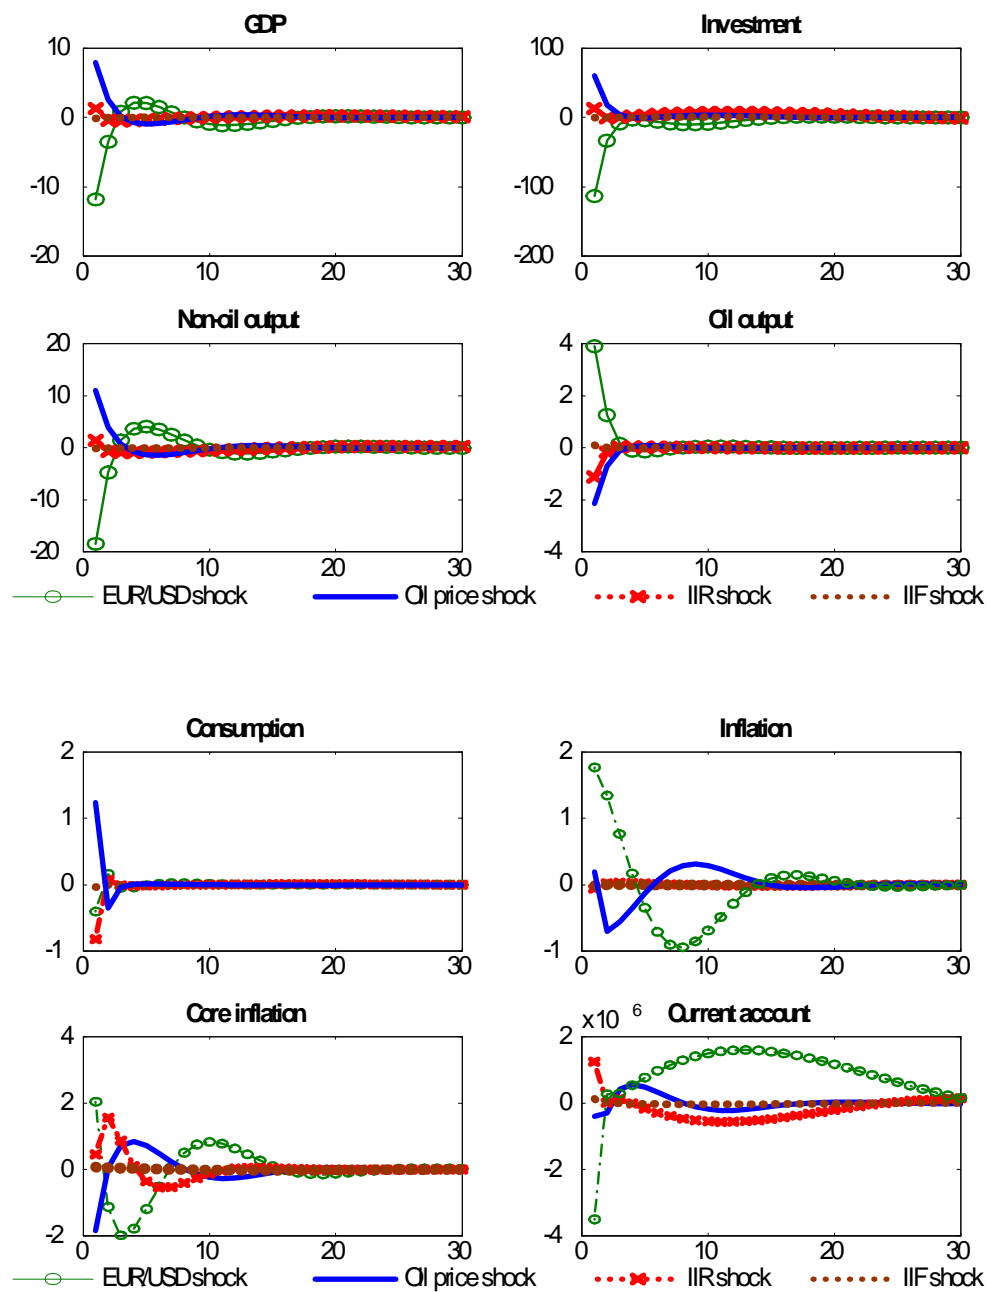 GDP
Investment
10
0
-10
-20
0 10 20 30
100
0
-100
-200
0 10 20 30
Non-oil output
Oil output
20
10
0
-10
-20
0 10 20 30
4
2
0
-2
-4
0 10 20 30
EUR/USD shock Oil price shock IIR shock IIF shock
Consumption
Inflation
2
1
0
-1
0 10 20 30
2
1
0
-1
0 10 20 30
Core inflation
Current account
4
2
0
-2
0 10 20 30
x10 6
2
0
-2
-4
0 10 20 30
EUR/USD shock Oil price shock IIR shock IIF shock